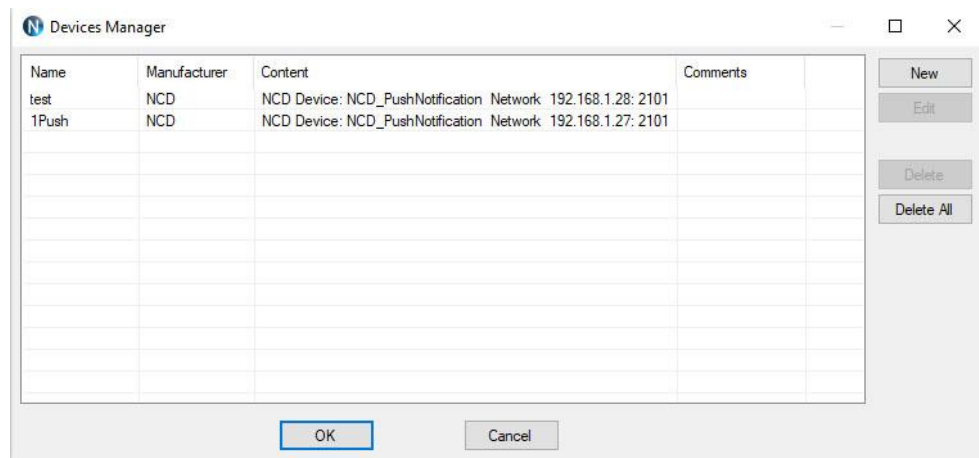 N Devices Manager
Name Manufacturer Content Comments
test NCD NCD Device: NCD_PushNotification Network 192.168.1.28: 2101
1Push NCD NCD Device: NCD_PushNotification Network 192.168.1.27: 2101
New
Edit
Delete
Delete All
OK Cancel